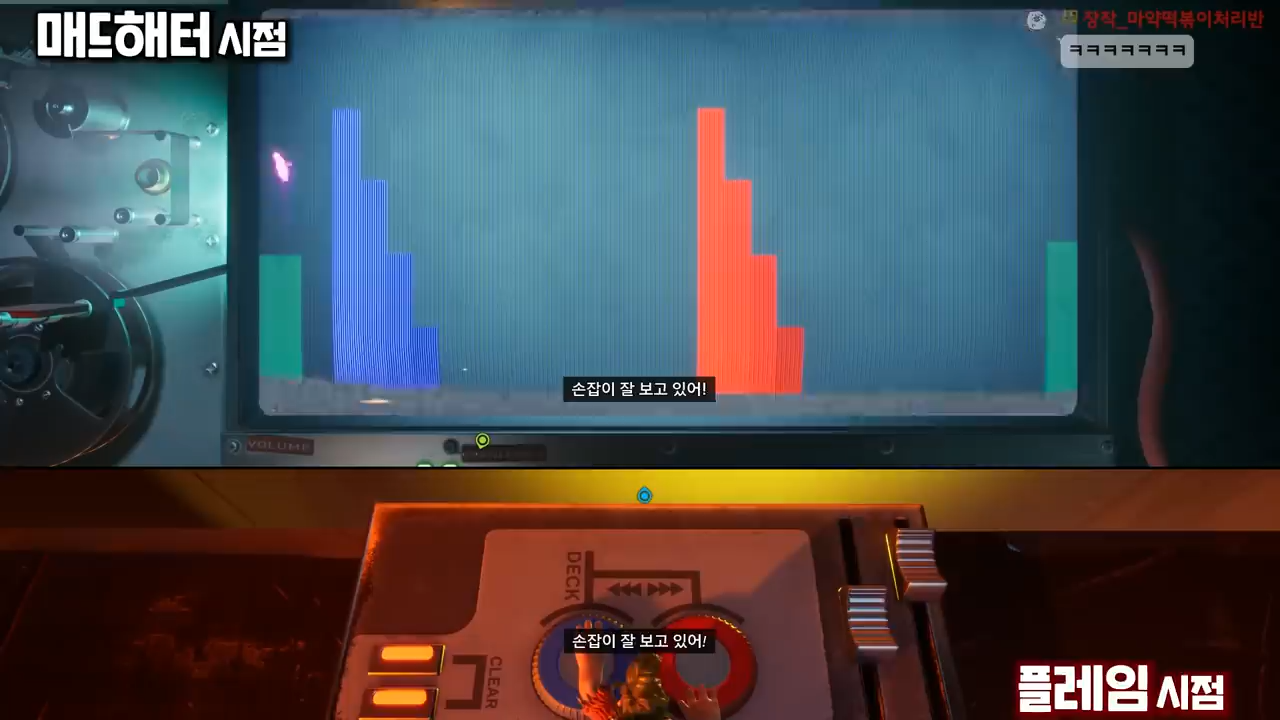 매드해터 시점
창작_마약떡볶이처리반
ㅋㅋㅋㅋㅋㅋㅋ
손잡이 잘 보고 있어!
VOLUME
DECK
손잡이 잘 보고 있어!
CLEAR
플레임 시점